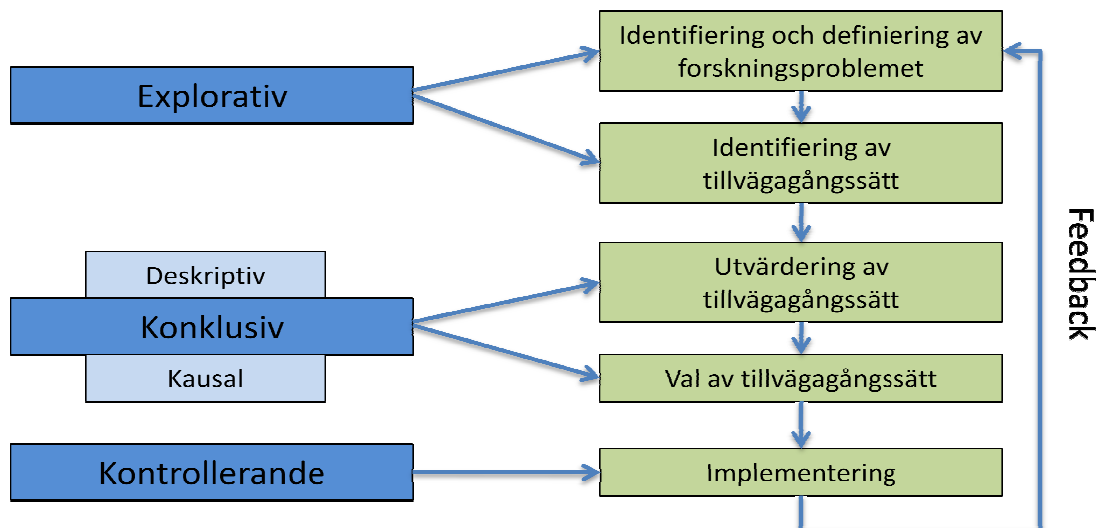 Identifiering och definiering av
forskningsproblemet
Explorativ
Identifiering av
tillvägagångssätt
Feedback
Deskriptiv
Utvärdering av
tillvägagångssätt
Konklusiv
Kausal
Val av tillvägagångssätt
Kontrollerande
Implementering